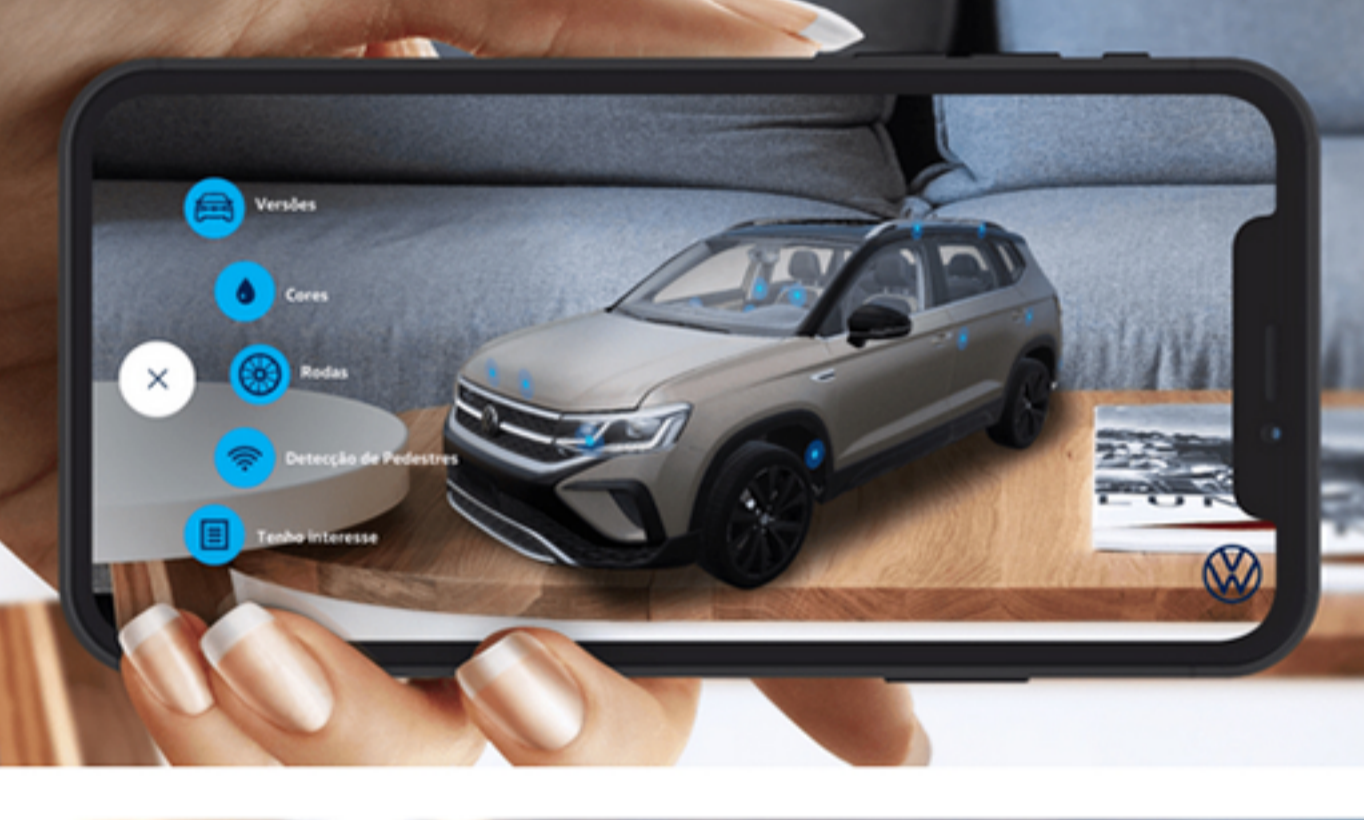 Versões
Cores
Rodas
Detecção de Pedestres
Tenho interesse